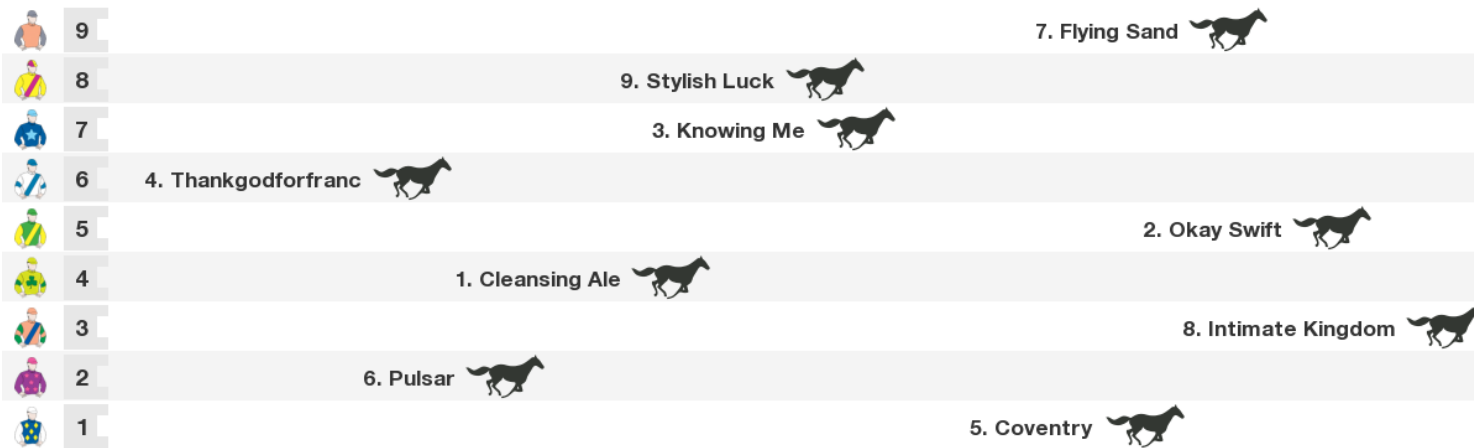 9 7. Flying Sand
8 9. Stylish Luck
7 3. Knowing Me
6 4. Thankgodforfranc
5 2. Okay Swift
4 1. Cleansing Ale
3 8. Intimate Kingdom
2 6. Pulsar
1 5. Coventry